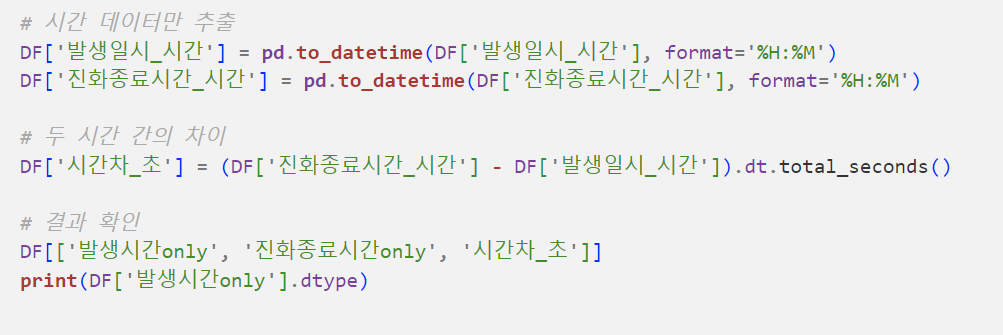 # 시간 데이터만 추출
DF['발생일시_시간'] = pd.to_datetime(DF['발생일시_시간'], format='%H:%M')
DF['진화종료시간_시간'] = pd.to_datetime(DF['진화종료시간_시간'], format='%H:%M')
# 두 시간 간의 차이
DF['시간차_초'] = (DF['진화종료시간_시간'] - DF['발생일시_시간']).dt.total_seconds()
# 결과 확인
DF[['발생시간only', '진화종료시간only', '시간차_초']]
print(DF['발생시간only'].dtype)